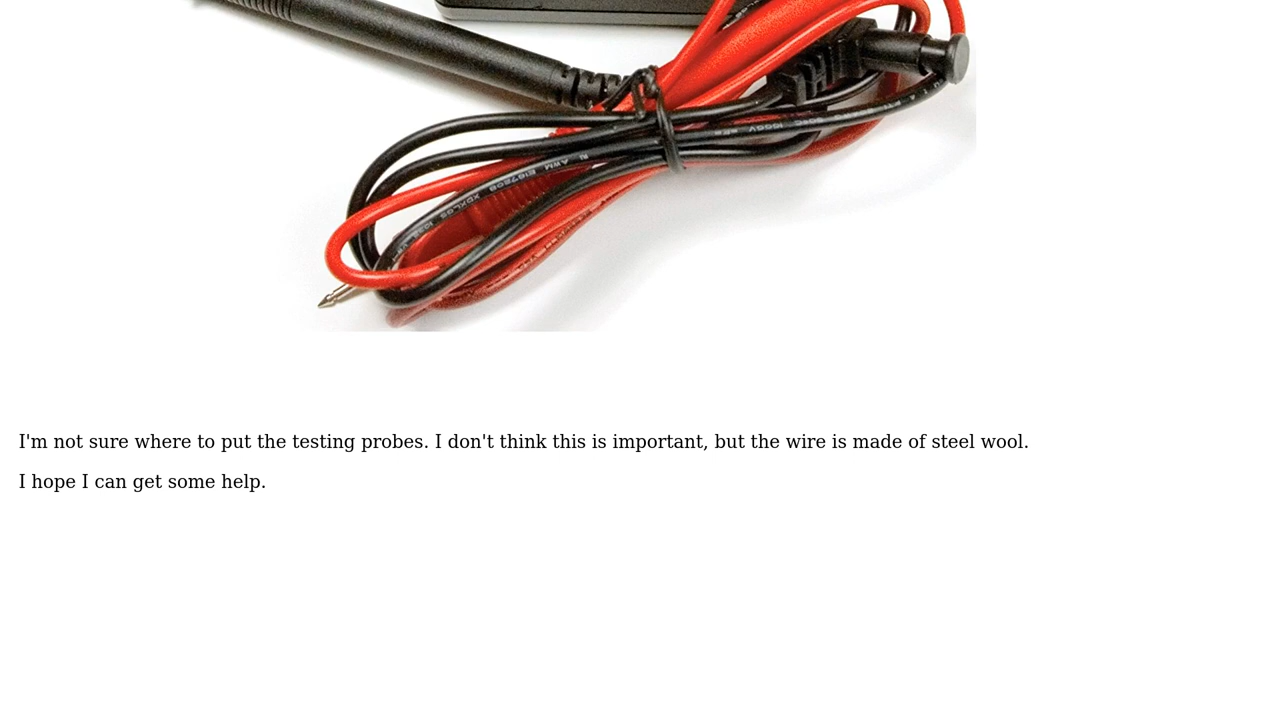 I'm not sure where to put the testing probes. I don't think this is important, but the wire is made of steel wool.
I hope I can get some help.